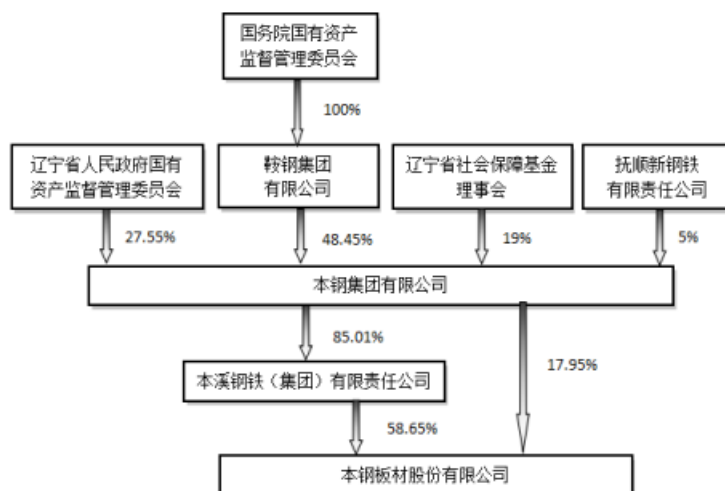 国务院国有资产
监督管理委员会
100%
辽宁省人民政府国有
资产监督管理委员会
鞍钢集团
有限公司
辽宁省社会保障基金
理事会
抚顺新钢铁
有限责任公司
27.55%
48.45%
19%
5%
本钢集团有限公司
85.01%
17.95%
本溪钢铁（集团）有限责任公司
58.65%
本钢板材股份有限公司